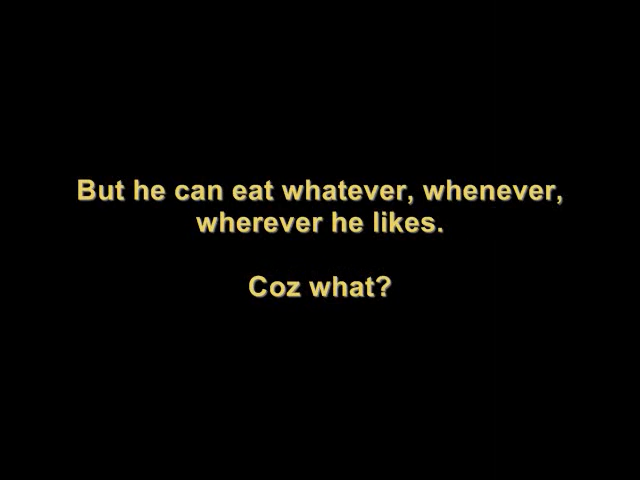 But he can eat whatever, whenever,
wherever he likes.
Coz what?